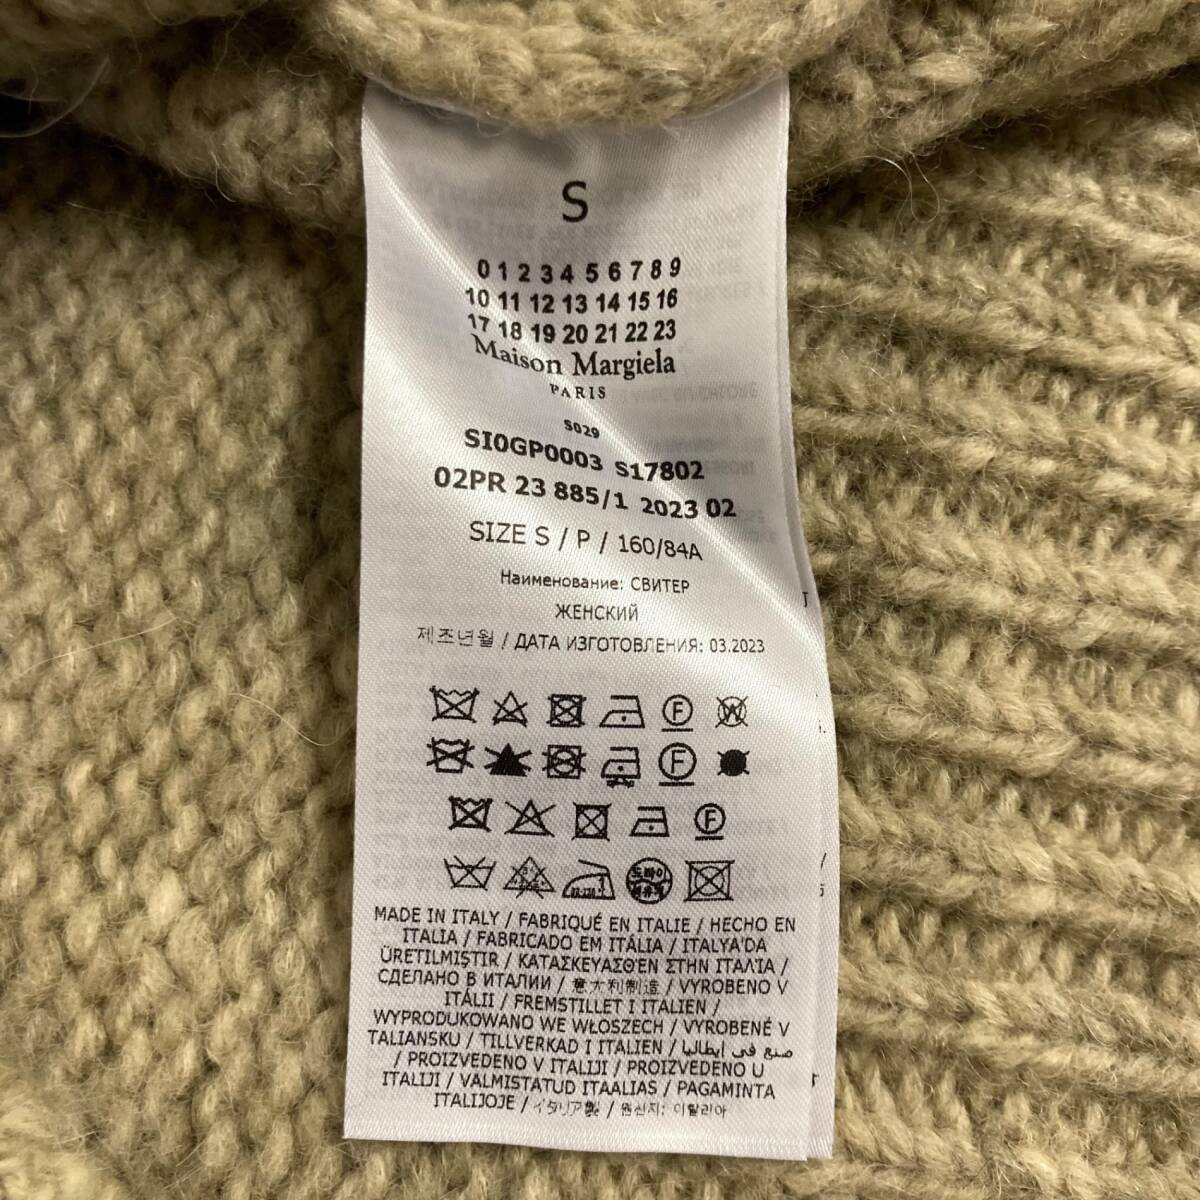 S
0 1 2 3 4 5 6 7 8 9
10 11 12 13 14 15 16
17 18 19 20 21 22 23
Maison Margiela
PARIS
S029
SI0GP0003 S17802
02PR 23 885/1 2023 02
SIZE S / P / 160/84A
Наименование: СВИТЕР
ЖЕНСКИЙ
제조년월 / ДАТА ИЗГОТОВЛЕНИЯ: 03.2023
F W
F
F
드라이
MADE IN ITALY / FABRIQUÉ EN ITALIE / HECHO EN
ITALIA / FABRICADO EM ITÁLIA / ITALYA'DA
ÜRETILMIŞTIR / ΚΑΤΑΣΚΕΥΑΣΘΈΝ ΣΤΗΝ ΙΤΑΛΊΑ /
СДЕЛАНО В ИТАЛИИ / 意大利制造 / VYROBENO V
ITÁLII / FREMSTILLET I ITALIEN /
WYPRODUKOWANO WE WŁOSZECH / VYROBENÉ V
TALIANSKU / TILLVERKAD I ITALIEN / صنع في ايطاليا
/ PROIZVEDENO V ITALIJI / PROIZVEDENO U
ITALIJI / VALMISTATUD ITAALIAS / PAGAMINTA
ITALIJOJE / イタリア製 / 원산지: 이탈리아